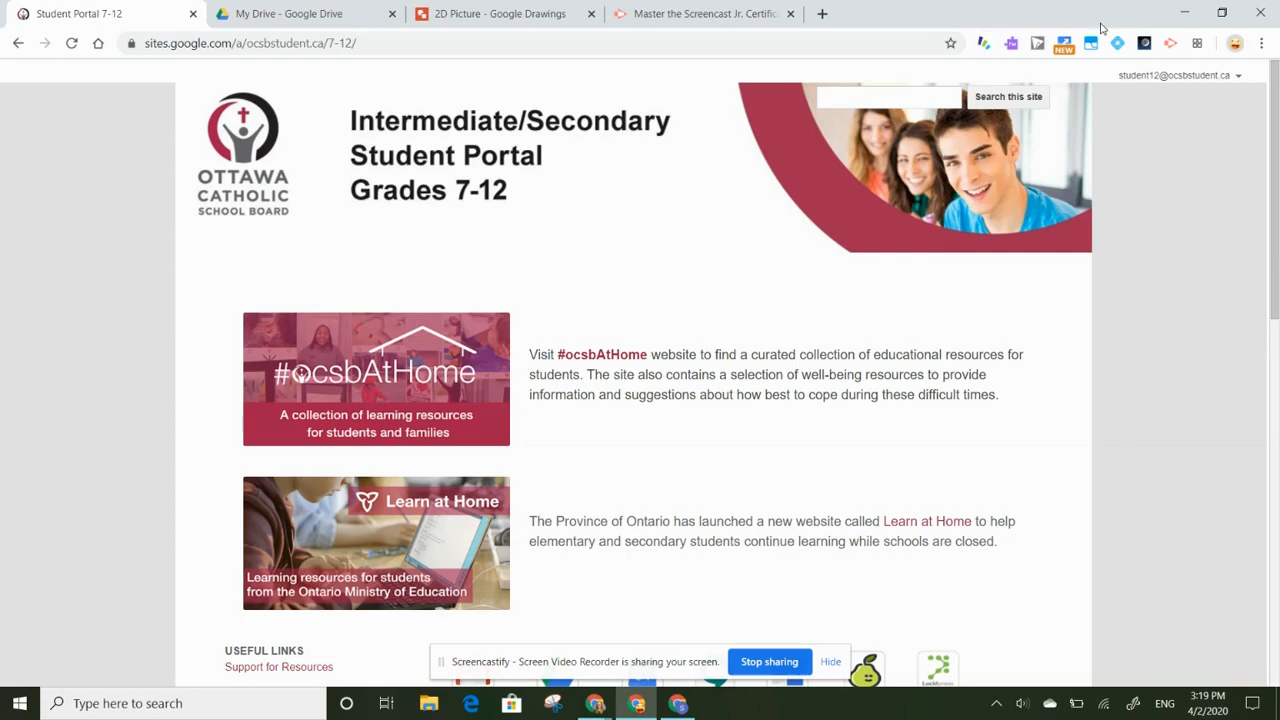 Student Portal 7-12
My Drive - Google Drive
2D Picture - Google Drawings
Master the Screencast Jr. Certific
sites.google.com/a/ocsbstudent.ca/7-12/
NEW
student12@ocsbstudent.ca
Search this site
OTTAWA
CATHOLIC
SCHOOL BOARD
Intermediate/Secondary
Student Portal
Grades 7-12
#ocsbAtHome
A collection of learning resources
for students and families
Visit #ocsbAtHome website to find a curated collection of educational resources for
students. The site also contains a selection of well-being resources to provide
information and suggestions about how best to cope during these difficult times.
Learn at Home
Learning resources for students
from the Ontario Ministry of Education
The Province of Ontario has launched a new website called Learn at Home to help
elementary and secondary students continue learning while schools are closed.
USEFUL LINKS
Support for Resources
Screencastify - Screen Video Recorder is sharing your screen.
Stop sharing
Hide
Lucidpress
Type here to search
ENG
3:19 PM
4/2/2020